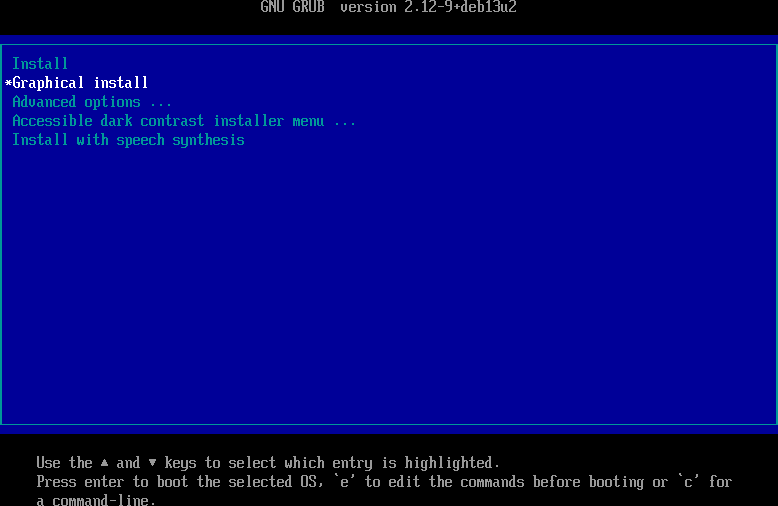 GNU GRUB  version 2.12-9+deb13u2
Install
*Graphical install
Advanced options ...
Accessible dark contrast installer menu ...
Install with speech synthesis
Use the ▲ and ▼ keys to select which entry is highlighted.
Press enter to boot the selected OS, `e' to edit the commands before booting or `c' for
a command-line.